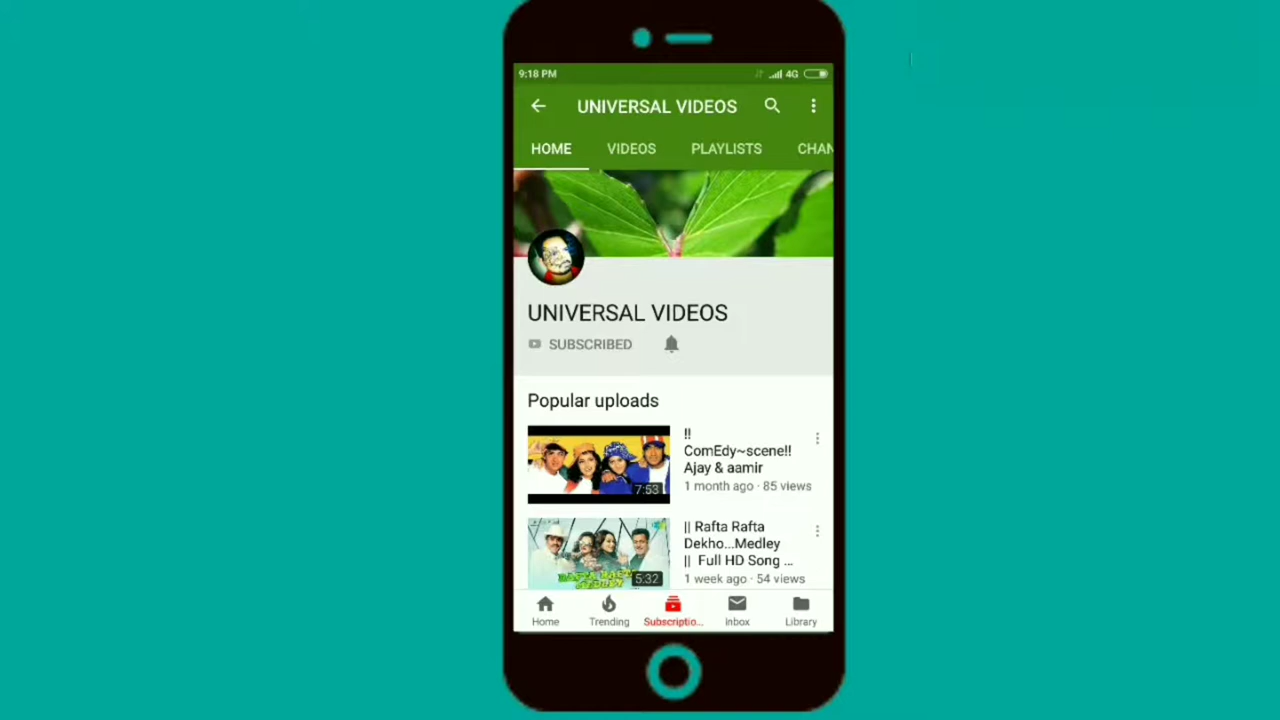 9:18 PM
4G
UNIVERSAL VIDEOS
HOME VIDEOS PLAYLISTS CHAN
UNIVERSAL VIDEOS
SUBSCRIBED
Popular uploads
!!
ComEdy~scene!!
Ajay & aamir
1 month ago · 85 views
7:53
|| Rafta Rafta
Dekho...Medley
|| Full HD Song ...
1 week ago · 54 views
5:32
Home Trending Subscriptio... Inbox Library